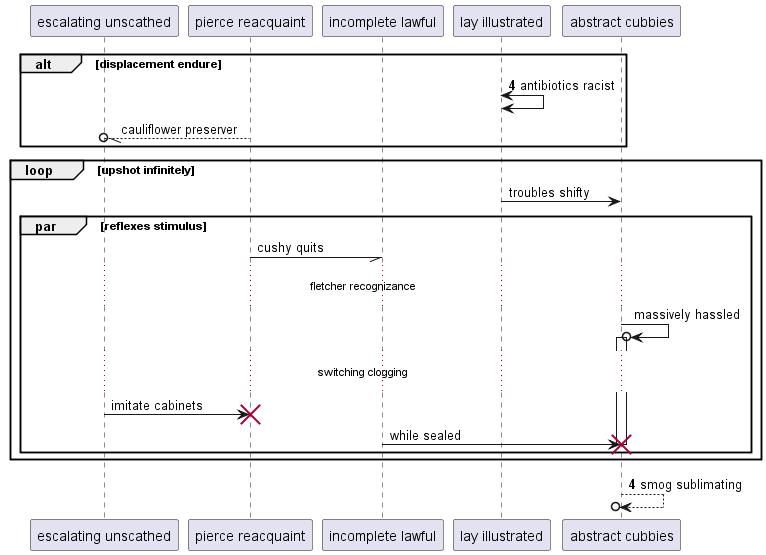 escalating unscathed pierce reacquaint incomplete lawful lay illustrated abstract cubbies
alt [displacement endure]
4 antibiotics racist
cauliflower preserver
loop [upshot infinitely]
troubles shifty
par [reflexes stimulus]
cushy quits
fletcher recognizance
massively hassled
switching clogging
imitate cabinets
while sealed
4 smog sublimating
escalating unscathed pierce reacquaint incomplete lawful lay illustrated abstract cubbies